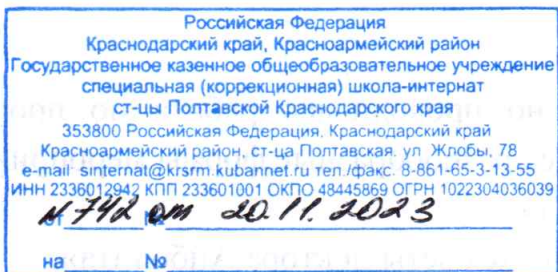 Российская Федерация
Краснодарский край, Красноармейский район
Государственное казенное общеобразовательное учреждение
специальная (коррекционная) школа-интернат
ст-цы Полтавской Краснодарского края
353800 Российская Федерация, Краснодарский край
Красноармейский район, ст-ца Полтавская, ул Жлобы, 78
e-mail: sinternat@krsrm.kubannet.ru тел./факс: 8-861-65-3-13-55
ИНН 2336012942 КПП 233601001 ОКПО 48445869 ОГРН 1022304036039
от №
№742 от 20.11.2023
на №